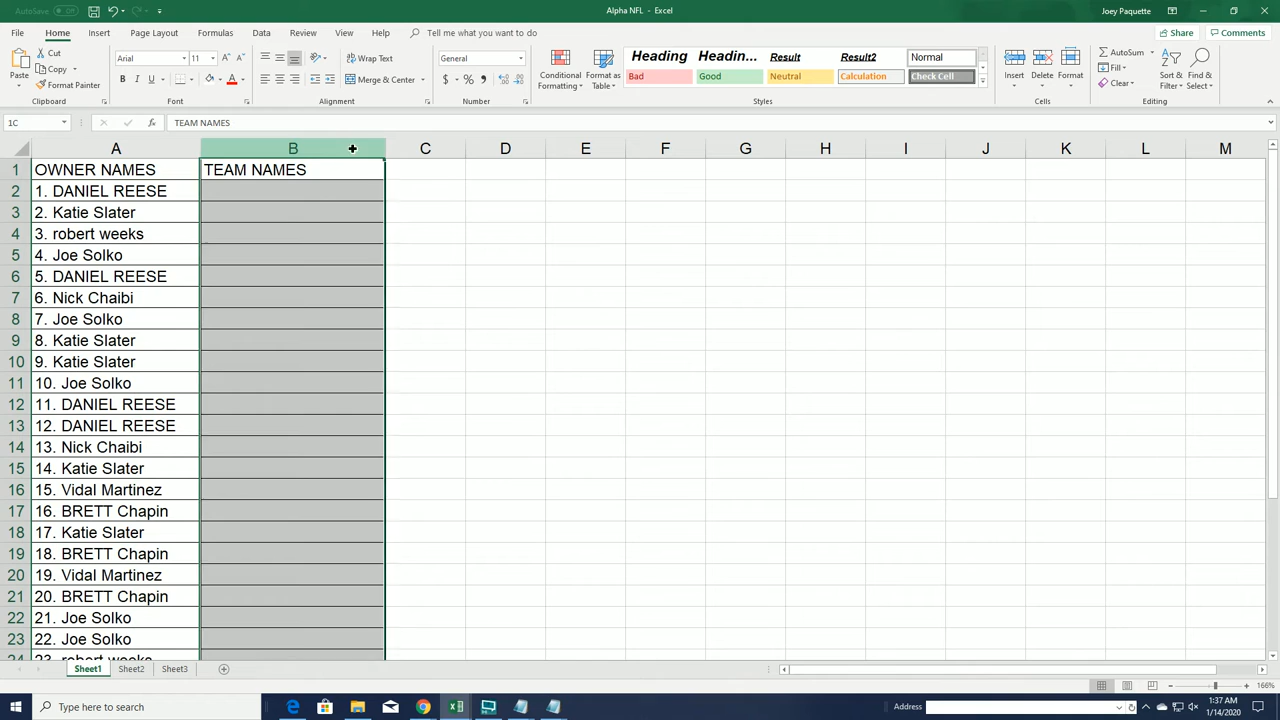 AutoSave Off
Alpha NFL - Excel
Joey Paquette
File Home Insert Page Layout Formulas Data Review View Help Tell me what you want to do
Share Comments
Paste
Cut
Copy
Format Painter
Clipboard
Arial 11
B I U
Font
Wrap Text
Merge & Center
Alignment
General
$ % 9
Number
Conditional Formatting
Format as Table
Heading Headin... Result Result2 Normal
Bad Good Neutral Calculation Check Cell
Styles
Insert Delete Format
Cells
AutoSum
Fill
Clear
Sort & Filter
Find & Select
Editing
1C
fx TEAM NAMES
A B C D E F G H I J K L M
1 OWNER NAMES TEAM NAMES
2 1. DANIEL REESE
3 2. Katie Slater
4 3. robert weeks
5 4. Joe Solko
6 5. DANIEL REESE
7 6. Nick Chaibi
8 7. Joe Solko
9 8. Katie Slater
10 9. Katie Slater
11 10. Joe Solko
12 11. DANIEL REESE
13 12. DANIEL REESE
14 13. Nick Chaibi
15 14. Katie Slater
16 15. Vidal Martinez
17 16. BRETT Chapin
18 17. Katie Slater
19 18. BRETT Chapin
20 19. Vidal Martinez
21 20. BRETT Chapin
22 21. Joe Solko
23 22. Joe Solko
24 23. robert weeks
Sheet1 Sheet2 Sheet3
166%
Type here to search
Address
1:37 AM
1/14/2020